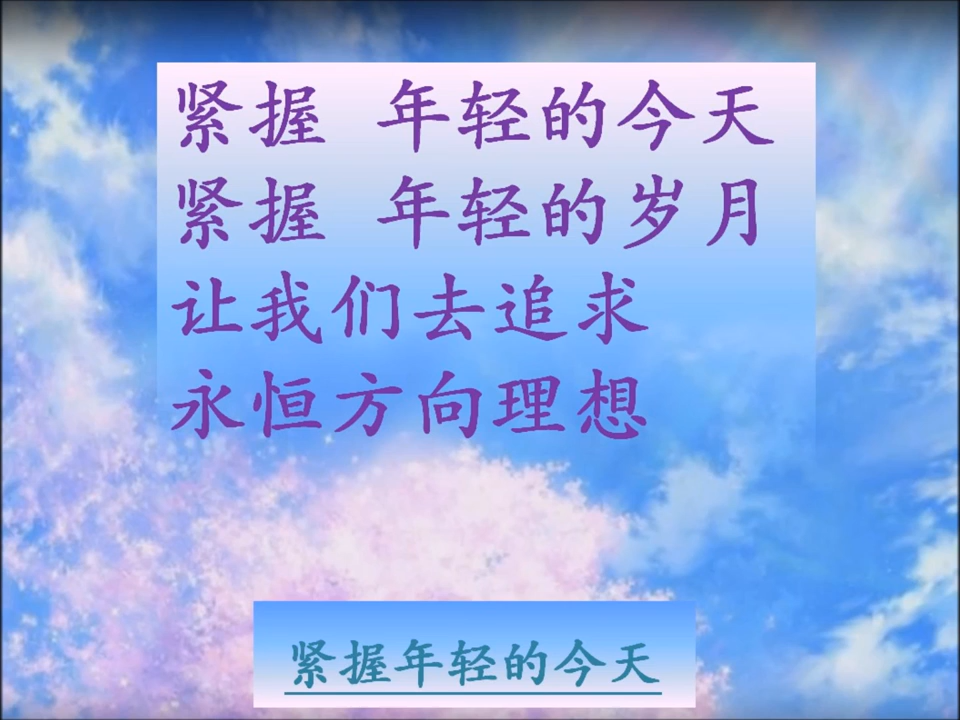 紧握 年轻的今天
紧握 年轻的岁月
让我们去追求
永恒方向理想
紧握年轻的今天